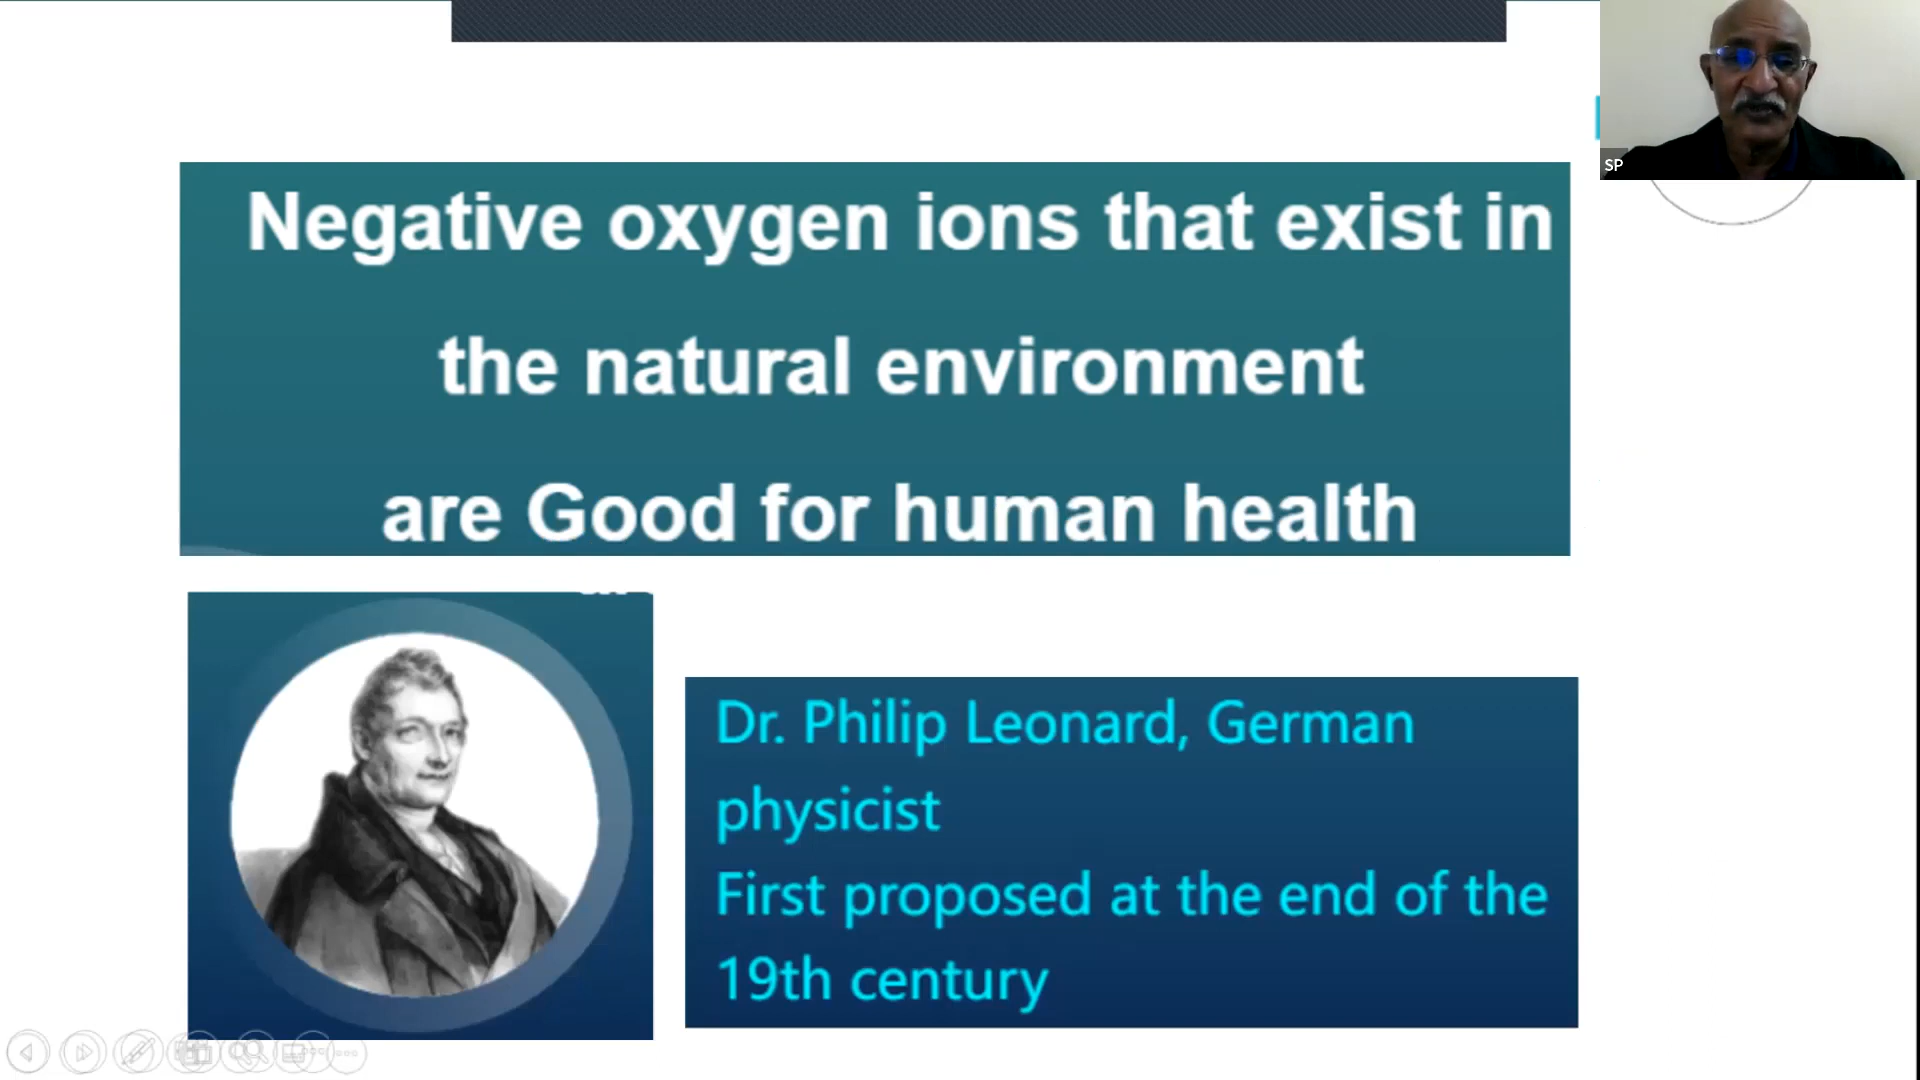 SP
Negative oxygen ions that exist in
the natural environment
are Good for human health
Dr. Philip Leonard, German
physicist
First proposed at the end of the
19th century